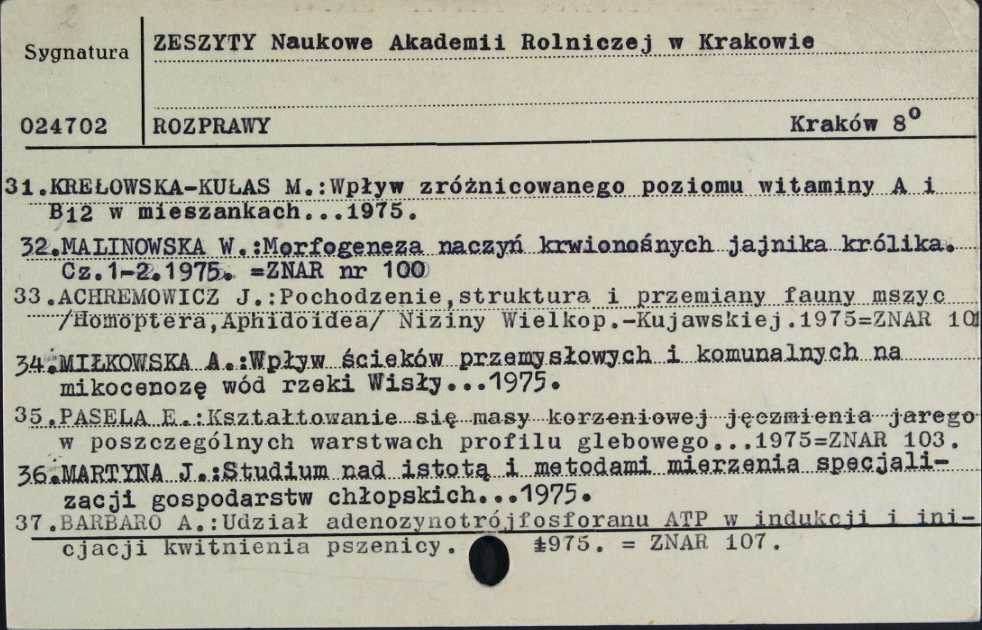 Sygnatura ZESZYTY Naukowe Akademii Rolniczej w Krakowie
024702 ROZPRAWY Kraków 8°
31.KREŁOWSKA-KUŁAS M.:Wpływ zróżnicowanego poziomu witaminy A i
B12 w mieszankach...1975.
32.MALINOWSKA W.:Morfogeneza naczyń krwionośnych jajnika królika.
Cz.1-2.1975. =ZNAR nr 100
33.ACHREMOWICZ J.:Pochodzenie,struktura i przemiany fauny mszyc
/Homoptera,Aphidoidea/ Niziny Wielkop.-Kujawskiej.1975=ZNAR 101
34.MIŁKOWSKA A.:Wpływ ścieków przemysłowych i komunalnych na
mikocenozę wód rzeki Wisły...1975.
35.PASELA E.:Kształtowanie się masy korzeniowej jęczmienia jarego
w poszczególnych warstwach profilu glebowego...1975=ZNAR 103.
36.MARTYNA J.:Studium nad istotą i metodami mierzenia specjali-
zacji gospodarstw chłopskich...1975.
37.BARBARO A.:Udział adenozynotrójfosforanu ATP w indukcji i ini-
cjacji kwitnienia pszenicy. 1975. = ZNAR 107.